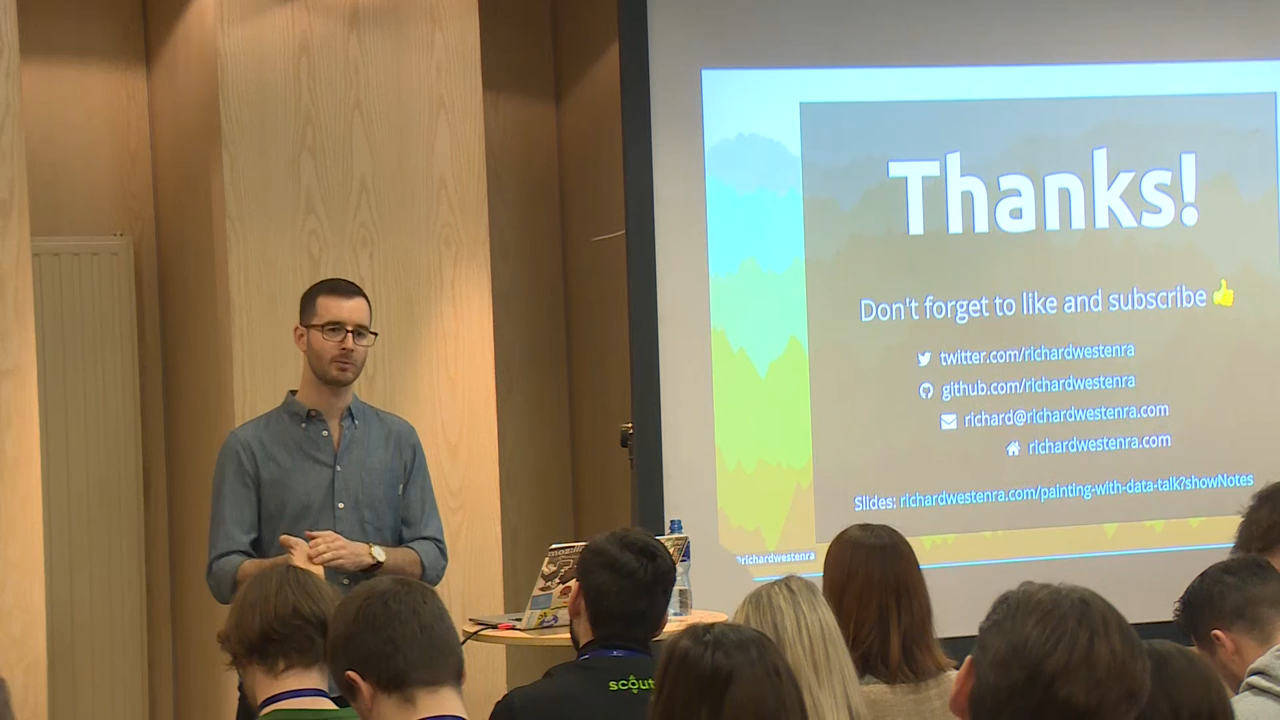 Thanks!
Don't forget to like and subscribe 👍
twitter.com/richardwestenra
github.com/richardwestenra
richard@richardwestenra.com
richardwestenra.com
Slides: richardwestenra.com/painting-with-data-talk?showNotes
@richardwestenra
mozilla
scout